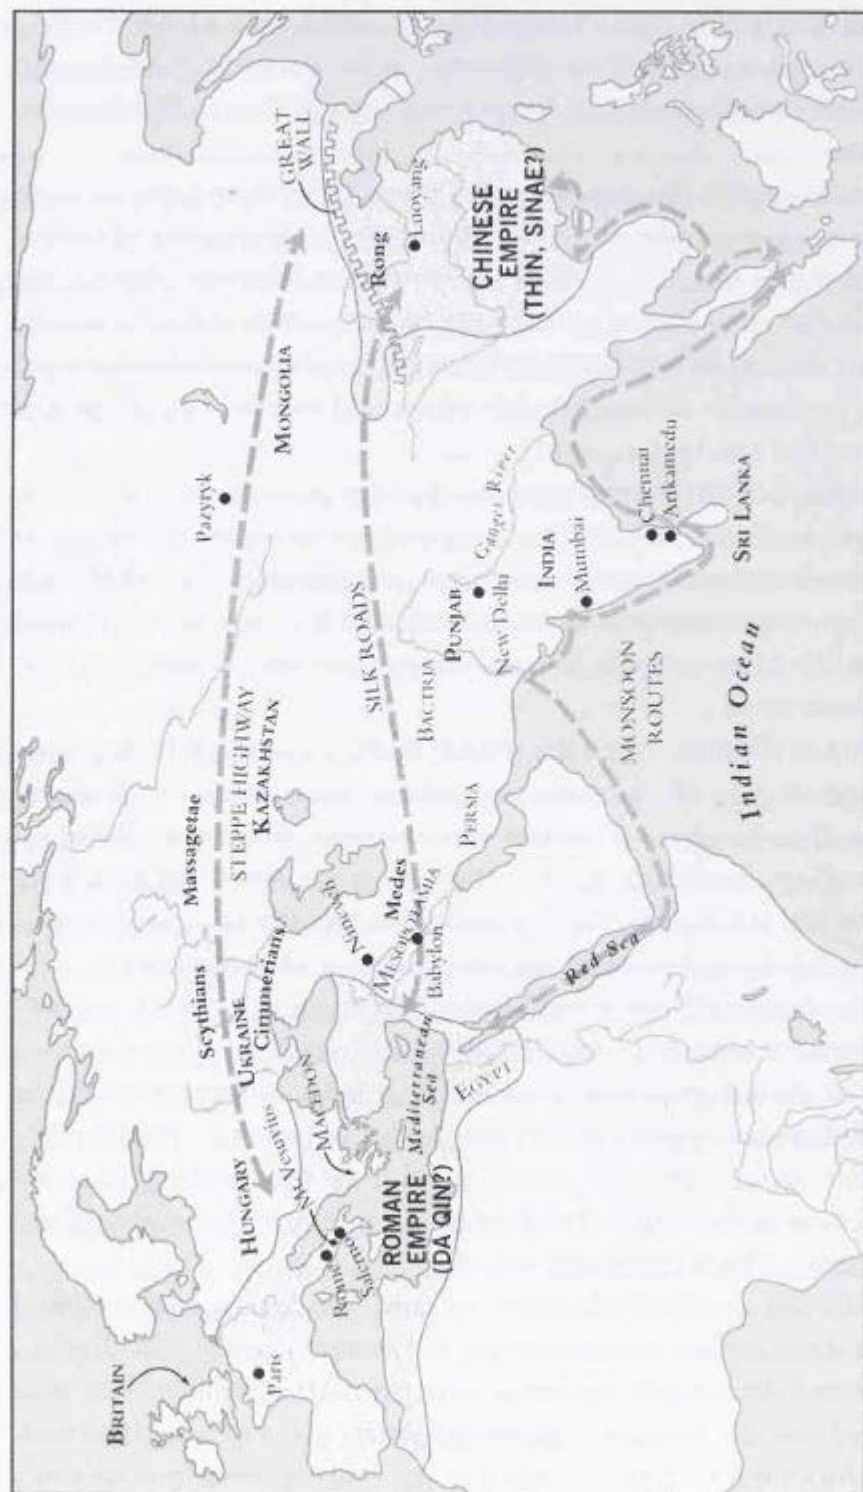 BRITAIN
Paris
HUNGARY
Rome
Salerno
Mt. Vesuvius
MACEDON
ROMAN
EMPIRE
(DA QIN?)
Mediterranean
Sea
EGYPT
UKRAINE
Cimmerians
Scythians
Massagetae
STEPPE HIGHWAY
KAZAKHSTAN
Nineveh
MESOPOTAMIA
Medes
Babylon
Red Sea
PERSIA
BACTRIA
SILK ROADS
Pazyryk
MONGOLIA
GREAT
WALL
Rong
Luoyang
CHINESE
EMPIRE
(THIN, SINAE?)
PUNJAB
New Delhi
Ganges River
INDIA
Mumbai
Chennai
Arikamedu
SRI LANKA
MONSOON
ROUTES
Indian Ocean